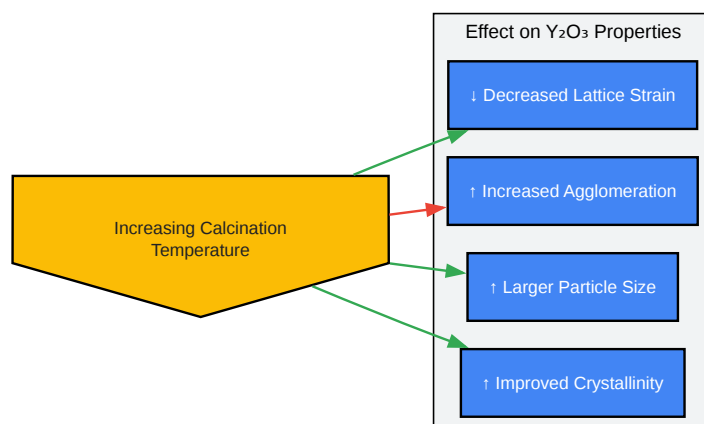 Effect on Y₂O₃ Properties
↓ Decreased Lattice Strain
↑ Increased Agglomeration
Increasing Calcination
Temperature
↑ Larger Particle Size
↑ Improved Crystallinity